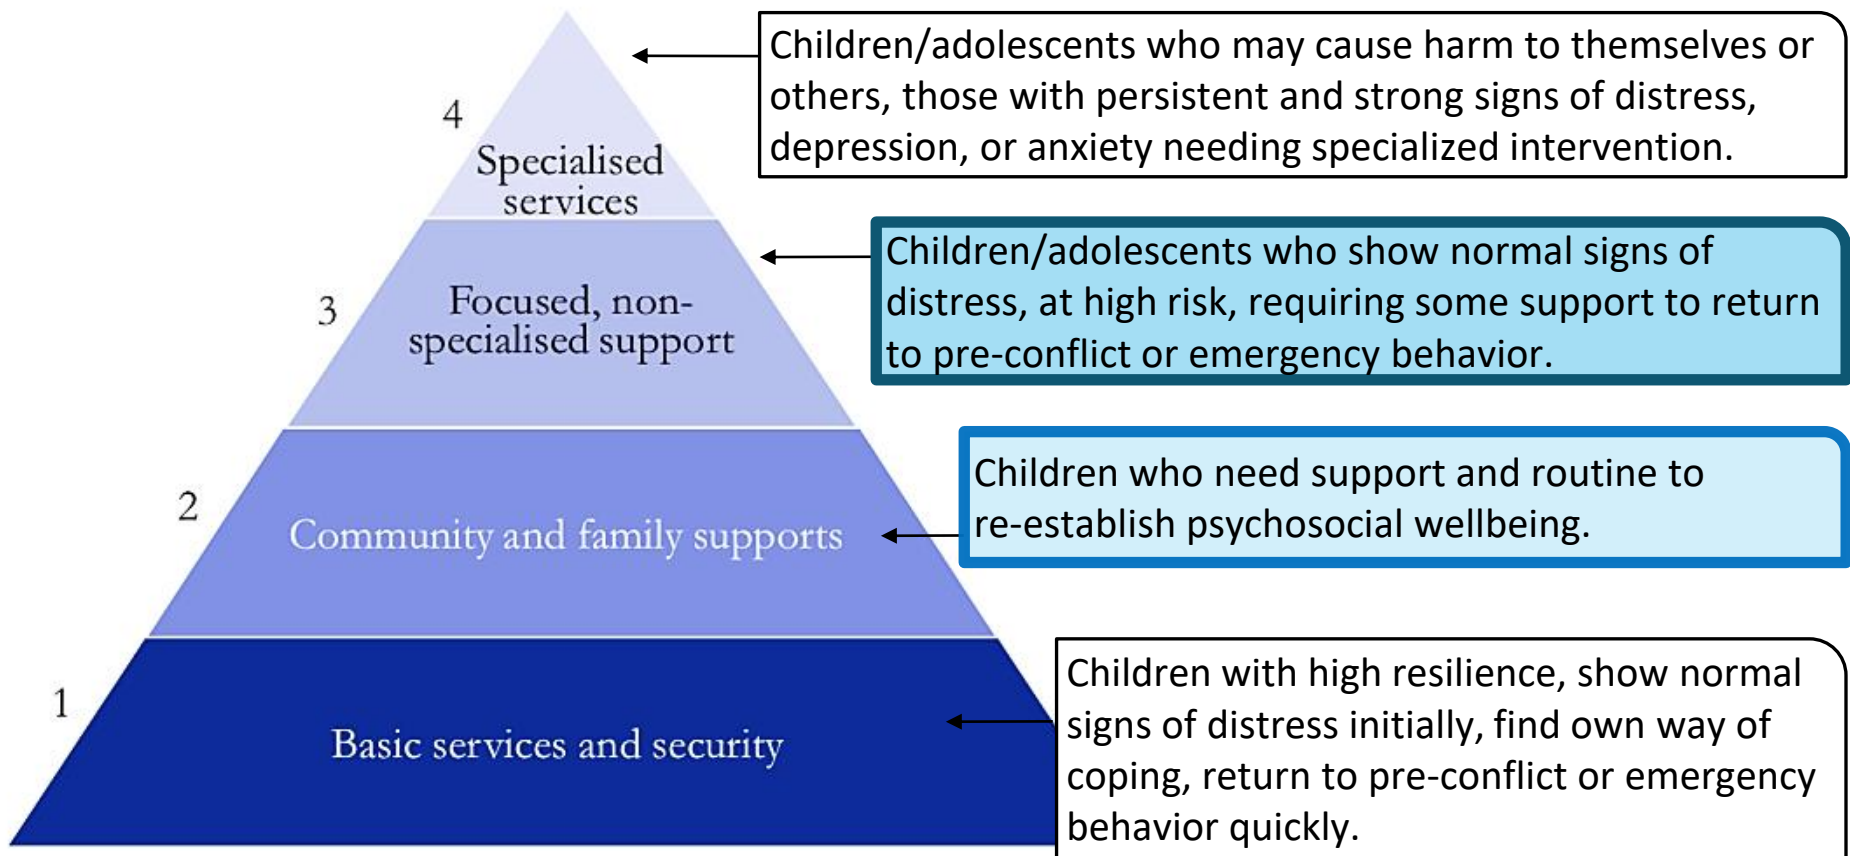 Children/adolescents who may cause harm to themselves or
others, those with persistent and strong signs of distress,
depression, or anxiety needing specialized intervention.
4
Specialised
services
Children/adolescents who show normal signs of
distress, at high risk, requiring some support to return
to pre-conflict or emergency behavior.
3
Focused, non-
specialised support
Children who need support and routine to
re-establish psychosocial wellbeing.
2
Community and family supports
Children with high resilience, show normal
signs of distress initially, find own way of
coping, return to pre-conflict or emergency
behavior quickly.
1
Basic services and security